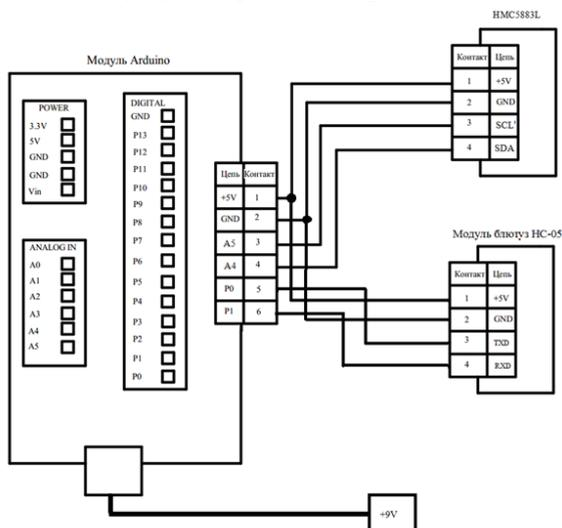 HMC5883L
Контакт Цепь
1 +5V
2 GND
3 SCL'
4 SDA
Модуль Arduino
POWER
3.3V
5V
GND
GND
Vin
ANALOG IN
A0
A1
A2
A3
A4
A5
DIGITAL
GND
P13
P12
P11
P10
P9
P8
P7
P6
P5
P4
P3
P2
P1
P0
Цепь Контакт
+5V 1
GND 2
A5 3
A4 4
P0 5
P1 6
Модуль блютуз HC-05
Контакт Цепь
1 +5V
2 GND
3 TXD
4 RXD
+9V